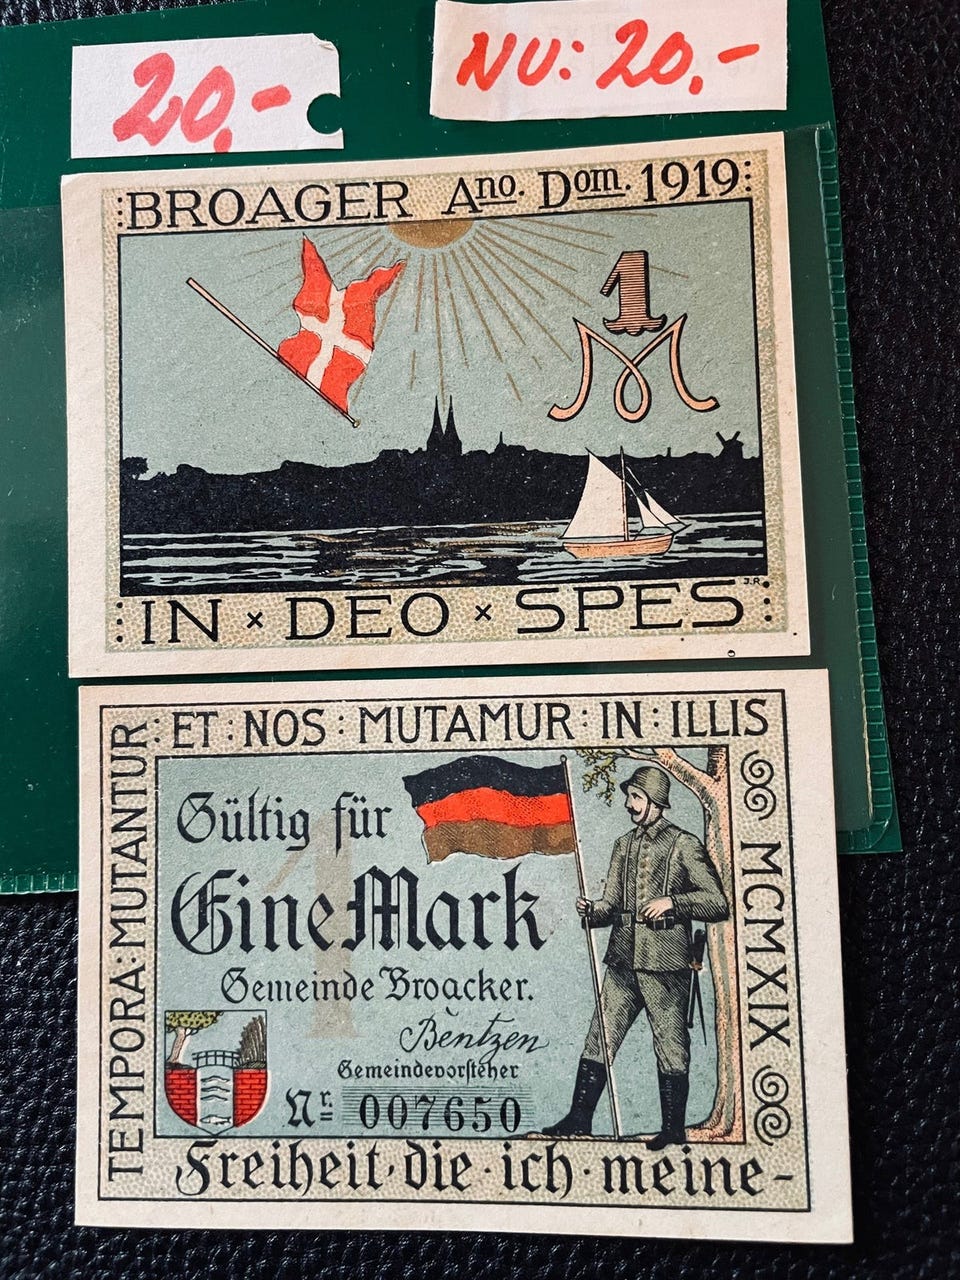 20,-
NU: 20,-
BROAGER Ano. Dom. 1919
1
M
J.R.
IN × DEO × SPES
TEMPORA: MUTANTUR
ET : NOS : MUTAMUR : IN : ILLIS
MCMXIX
Gültig für
1
Eine Mark
Gemeinde Broacker.
Bentzen
Gemeindevorsteher
Nr. 007650
Freiheit · die · ich · meine -